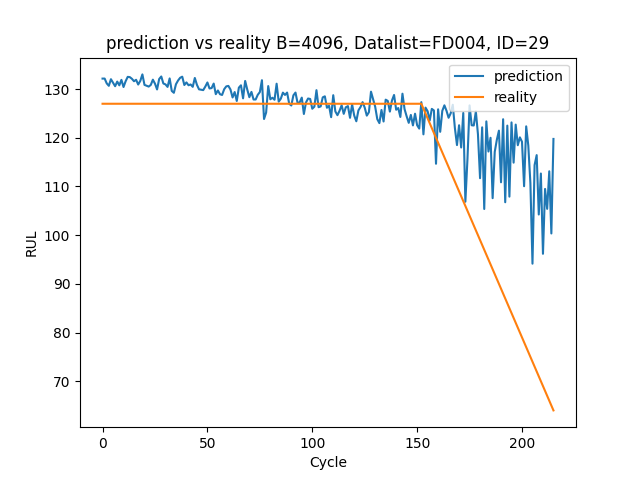 prediction vs reality B=4096, Datalist=FD004, ID=29
prediction
reality
RUL
130
120
110
100
90
80
70
0 50 100 150 200
Cycle